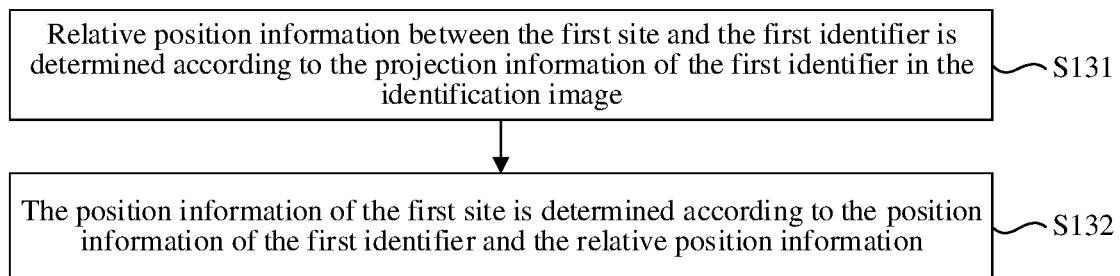 Relative position information between the first site and the first identifier is
determined according to the projection information of the first identifier in the
identification image
S131
The position information of the first site is determined according to the position
information of the first identifier and the relative position information
S132